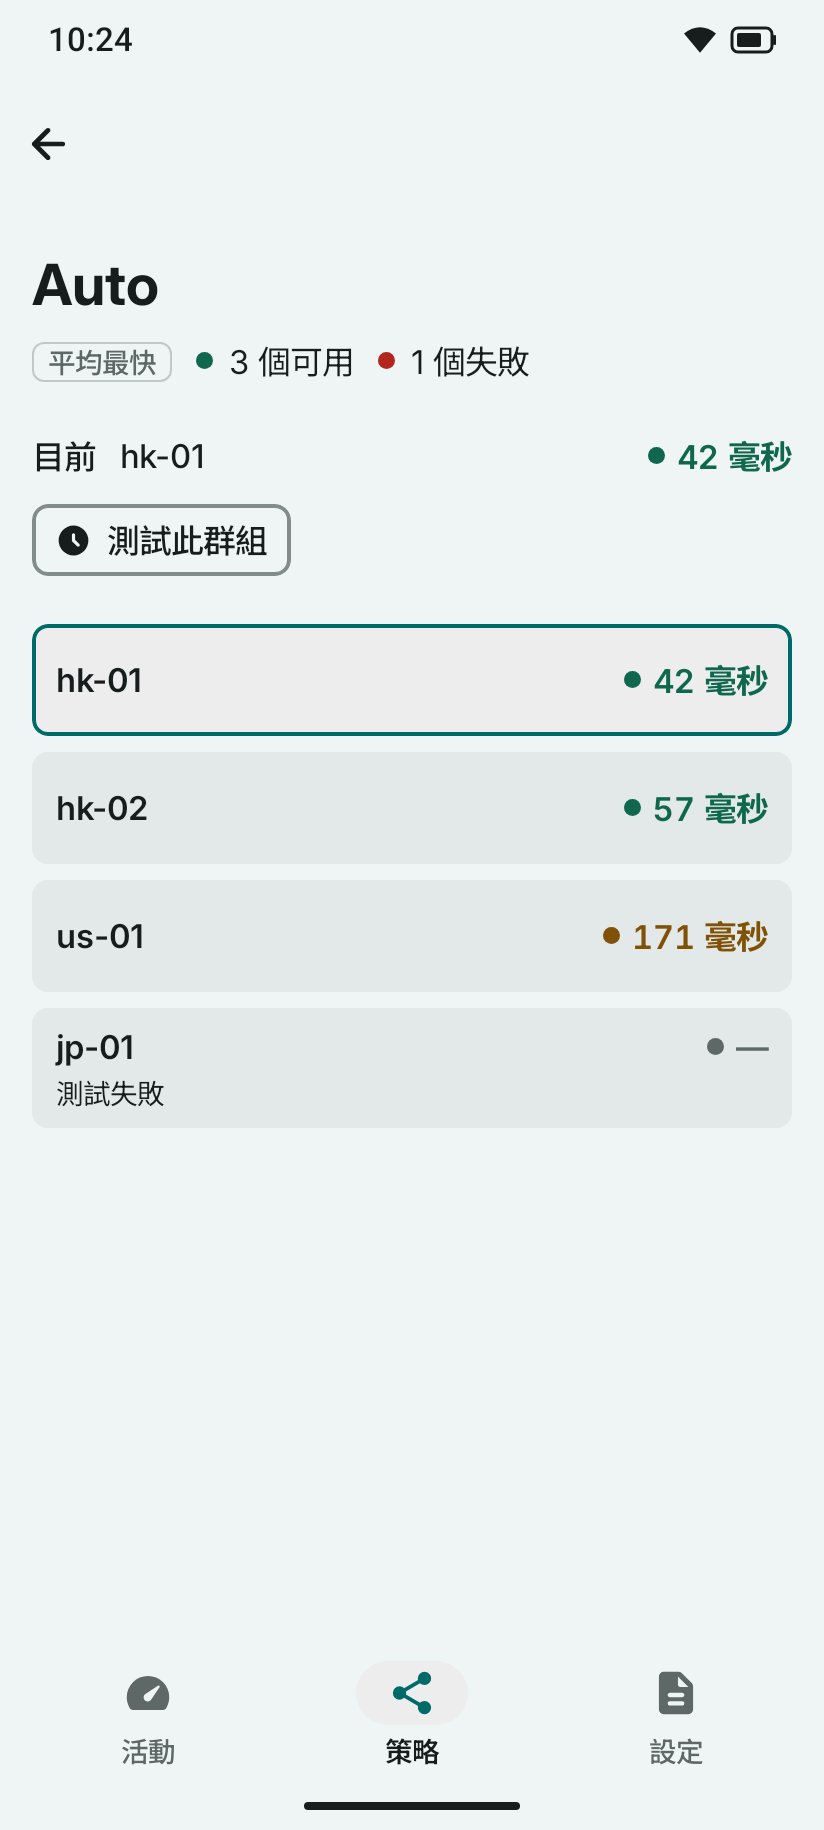 10:24
Auto
平均最快 3 個可用 1 個失敗
目前 hk-01 42 毫秒
測試此群組
hk-01 42 毫秒
hk-02 57 毫秒
us-01 171 毫秒
jp-01 —
測試失敗
活動 策略 設定